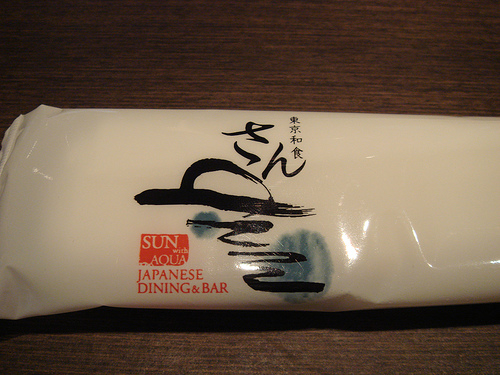 東京和食
さん
SUN
with
AQUA
JAPANESE
DINING & BAR